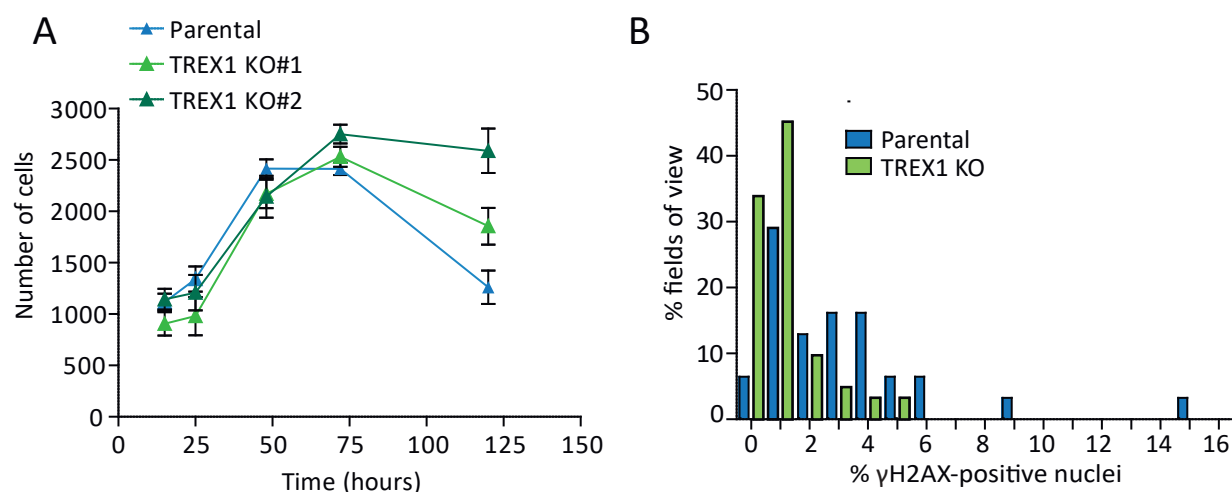 A
Parental
TREX1 KO#1
TREX1 KO#2
3000
2500
2000
1500
1000
500
0
Number of cells
0 25 50 75 100 125 150
Time (hours)
B
50
40
30
20
10
0
% fields of view
Parental
TREX1 KO
0 2 4 6 8 10 12 14 16
% γH2AX-positive nuclei